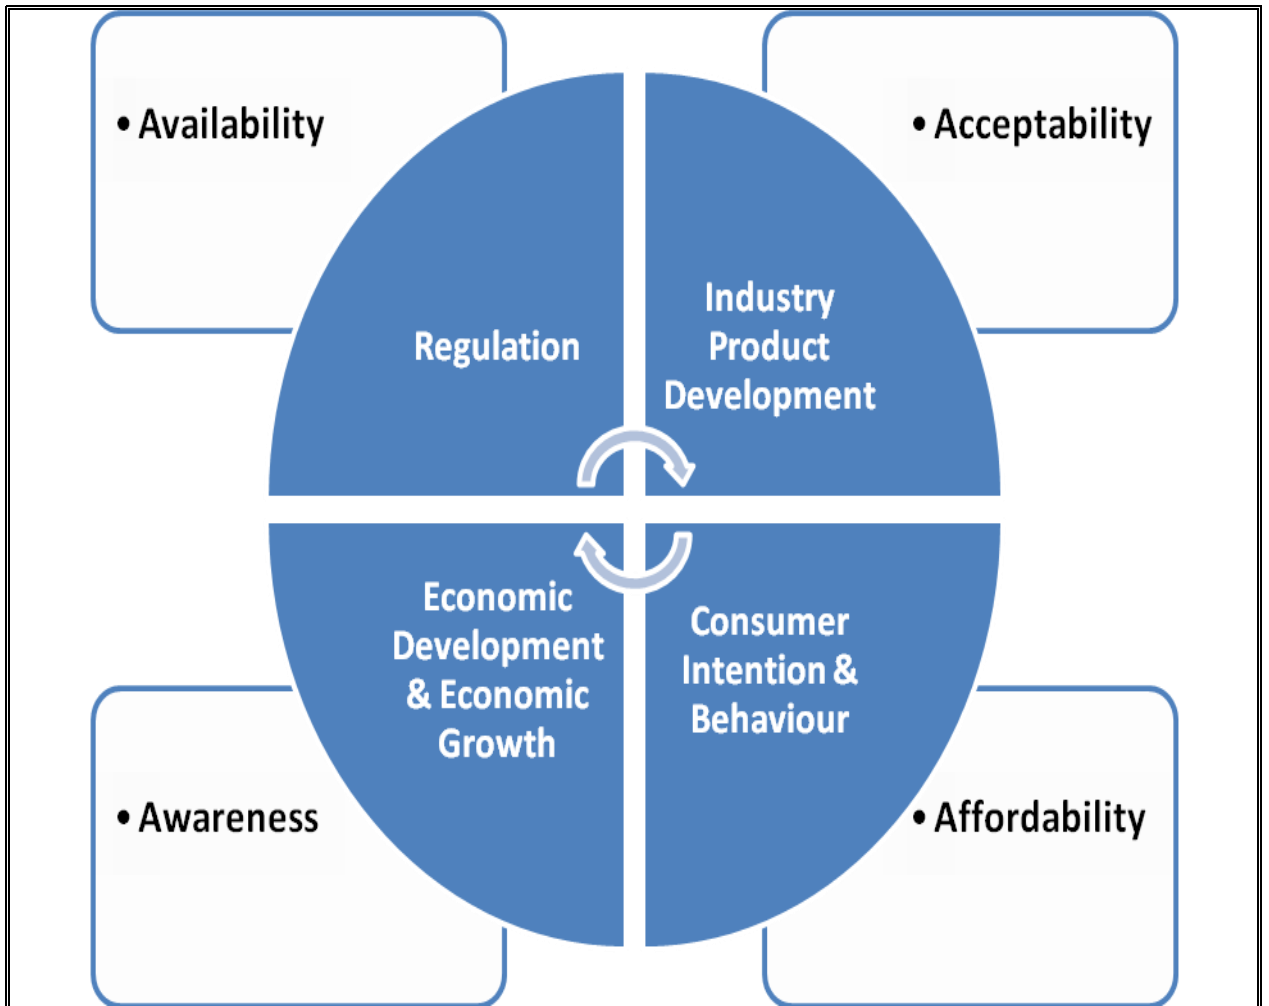 • Availability
• Acceptability
Regulation
Industry
Product
Development
Economic
Development
& Economic
Growth
Consumer
Intention &
Behaviour
• Awareness
• Affordability